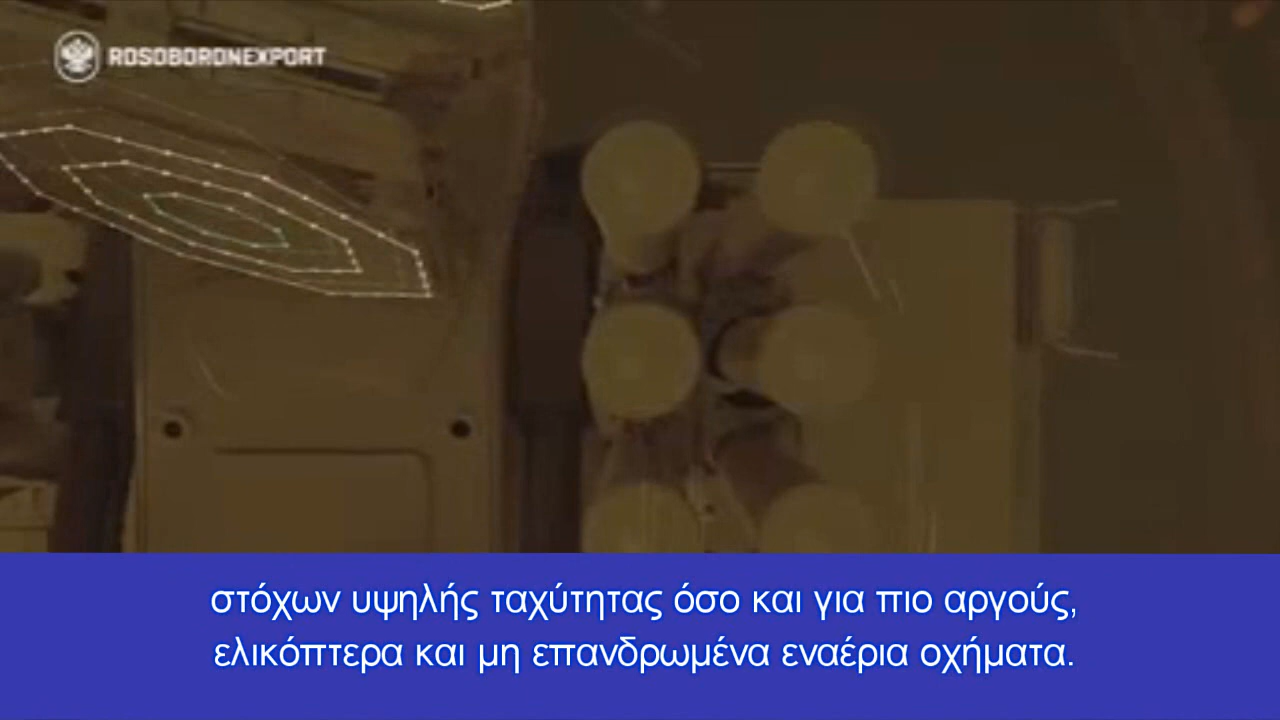 ROSOBORONEXPORT
στόχων υψηλής ταχύτητας όσο και για πιο αργούς,
ελικόπτερα και μη επανδρωμένα εναέρια οχήματα.